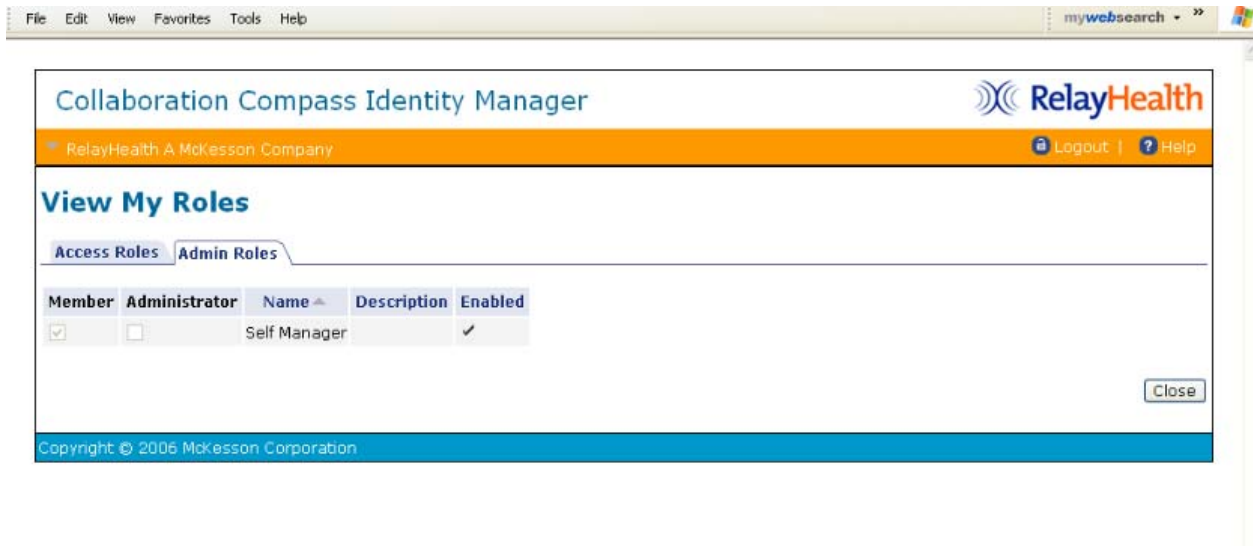 File Edit View Favorites Tools Help mywebsearch »
Collaboration Compass Identity Manager RelayHealth
RelayHealth A McKesson Company Logout | ? Help
View My Roles
Access Roles Admin Roles
Member Administrator Name Description Enabled
Self Manager
Close
Copyright © 2006 McKesson Corporation